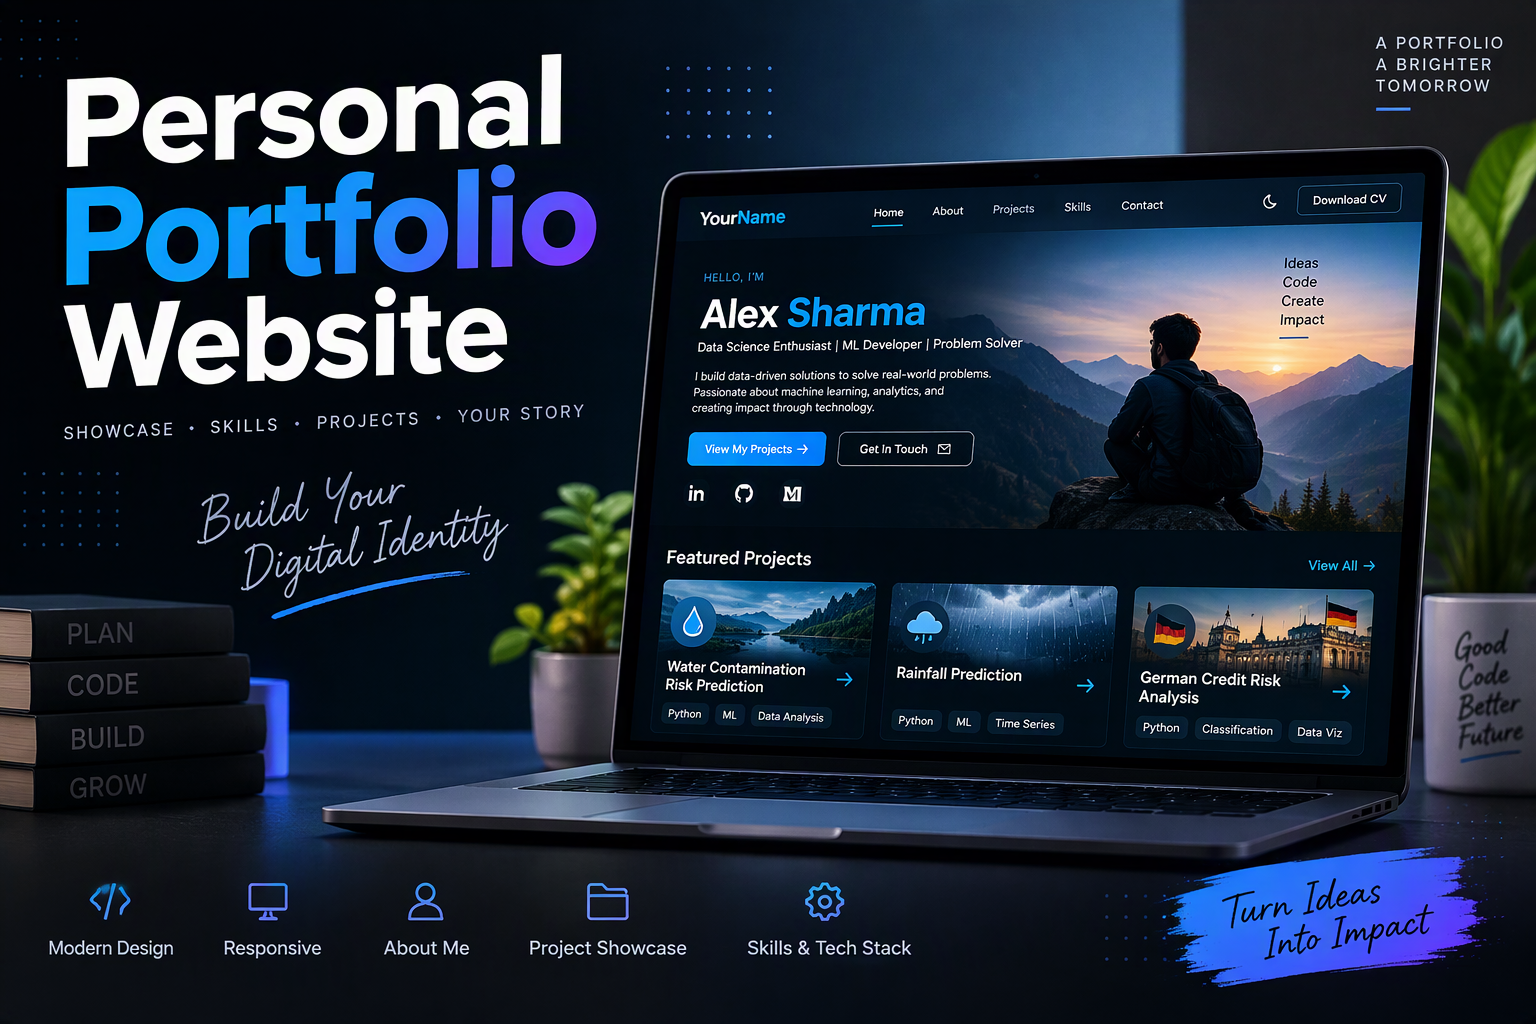 Personal
Portfolio
Website
SHOWCASE • SKILLS • PROJECTS • YOUR STORY
Build Your
Digital Identity
A PORTFOLIO
A BRIGHTER
TOMORROW
YourName
Home
About
Projects
Skills
Contact
Download CV
HELLO, I'M
Alex Sharma
Data Science Enthusiast | ML Developer | Problem Solver
I build data-driven solutions to solve real-world problems.
Passionate about machine learning, analytics, and
creating impact through technology.
View My Projects →
Get In Touch
in
M
Ideas
Code
Create
Impact
Featured Projects
View All →
Water Contamination
Risk Prediction
Python
ML
Data Analysis
Rainfall Prediction
Python
ML
Time Series
German Credit Risk
Analysis
Python
Classification
Data Viz
PLAN
CODE
BUILD
GROW
Good
Code
Better
Future
Modern Design
Responsive
About Me
Project Showcase
Skills & Tech Stack
Turn Ideas
Into Impact